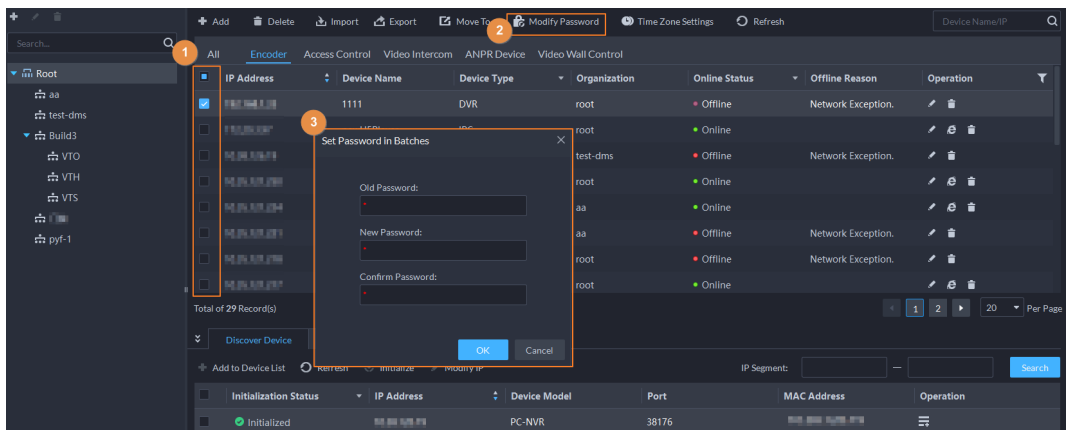 Add Delete Import Export Move To 2 Modify Password Time Zone Settings Refresh Device Name/IP
Search...
1 All Encoder Access Control Video Intercom ANPR Device Video Wall Control
Root
aa
test-dms
Build3
VTO
VTH
VTS
pyf-1
IP Address Device Name Device Type Organization Online Status Offline Reason Operation
1111 DVR root Offline Network Exception.
root Online
test-dms Offline Network Exception.
root Online
aa Online
aa Offline Network Exception.
root Offline Network Exception.
root Online
3
Set Password in Batches
Old Password:
*
New Password:
*
Confirm Password:
*
OK Cancel
Total of 29 Record(s) 1 2 20 Per Page
Discover Device
Add to Device List Refresh Initialize Modify IP IP Segment: — Search
Initialization Status IP Address Device Model Port MAC Address Operation
Initialized PC-NVR 38176